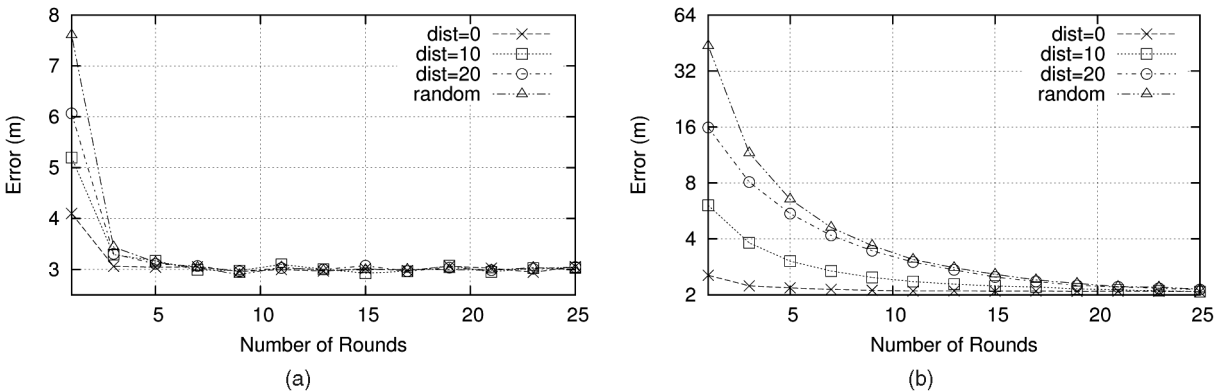 8
7
6
5
4
3
Error (m)
5
10
15
20
25
Number of Rounds
dist=0
dist=10
dist=20
random
(a)
64
32
16
8
4
2
Error (m)
5
10
15
20
25
Number of Rounds
dist=0
dist=10
dist=20
random
(b)